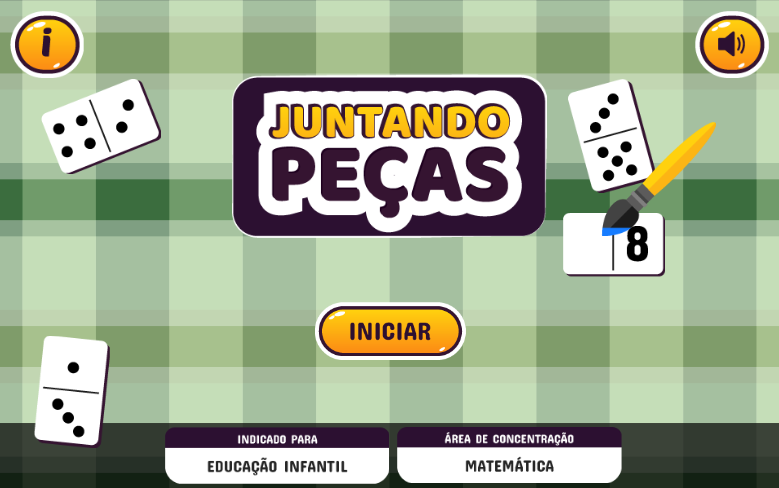 i
JUNTANDO
PEÇAS
8
INICIAR
INDICADO PARA
EDUCAÇÃO INFANTIL
ÁREA DE CONCENTRAÇÃO
MATEMÁTICA